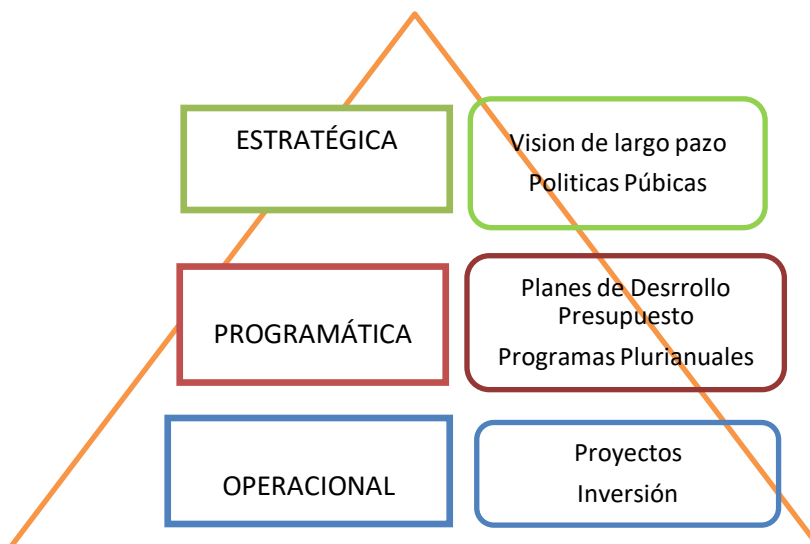 ESTRATÉGICA
Vision de largo pazo
Politicas Púbicas
PROGRAMÁTICA
Planes de Desrrollo
Presupuesto
Programas Plurianuales
OPERACIONAL
Proyectos
Inversión